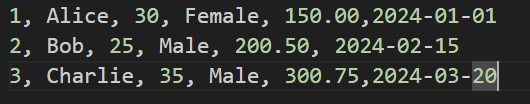 1, Alice, 30, Female, 150.00,2024-01-01
2, Bob, 25, Male, 200.50, 2024-02-15
3, Charlie, 35, Male, 300.75,2024-03-20